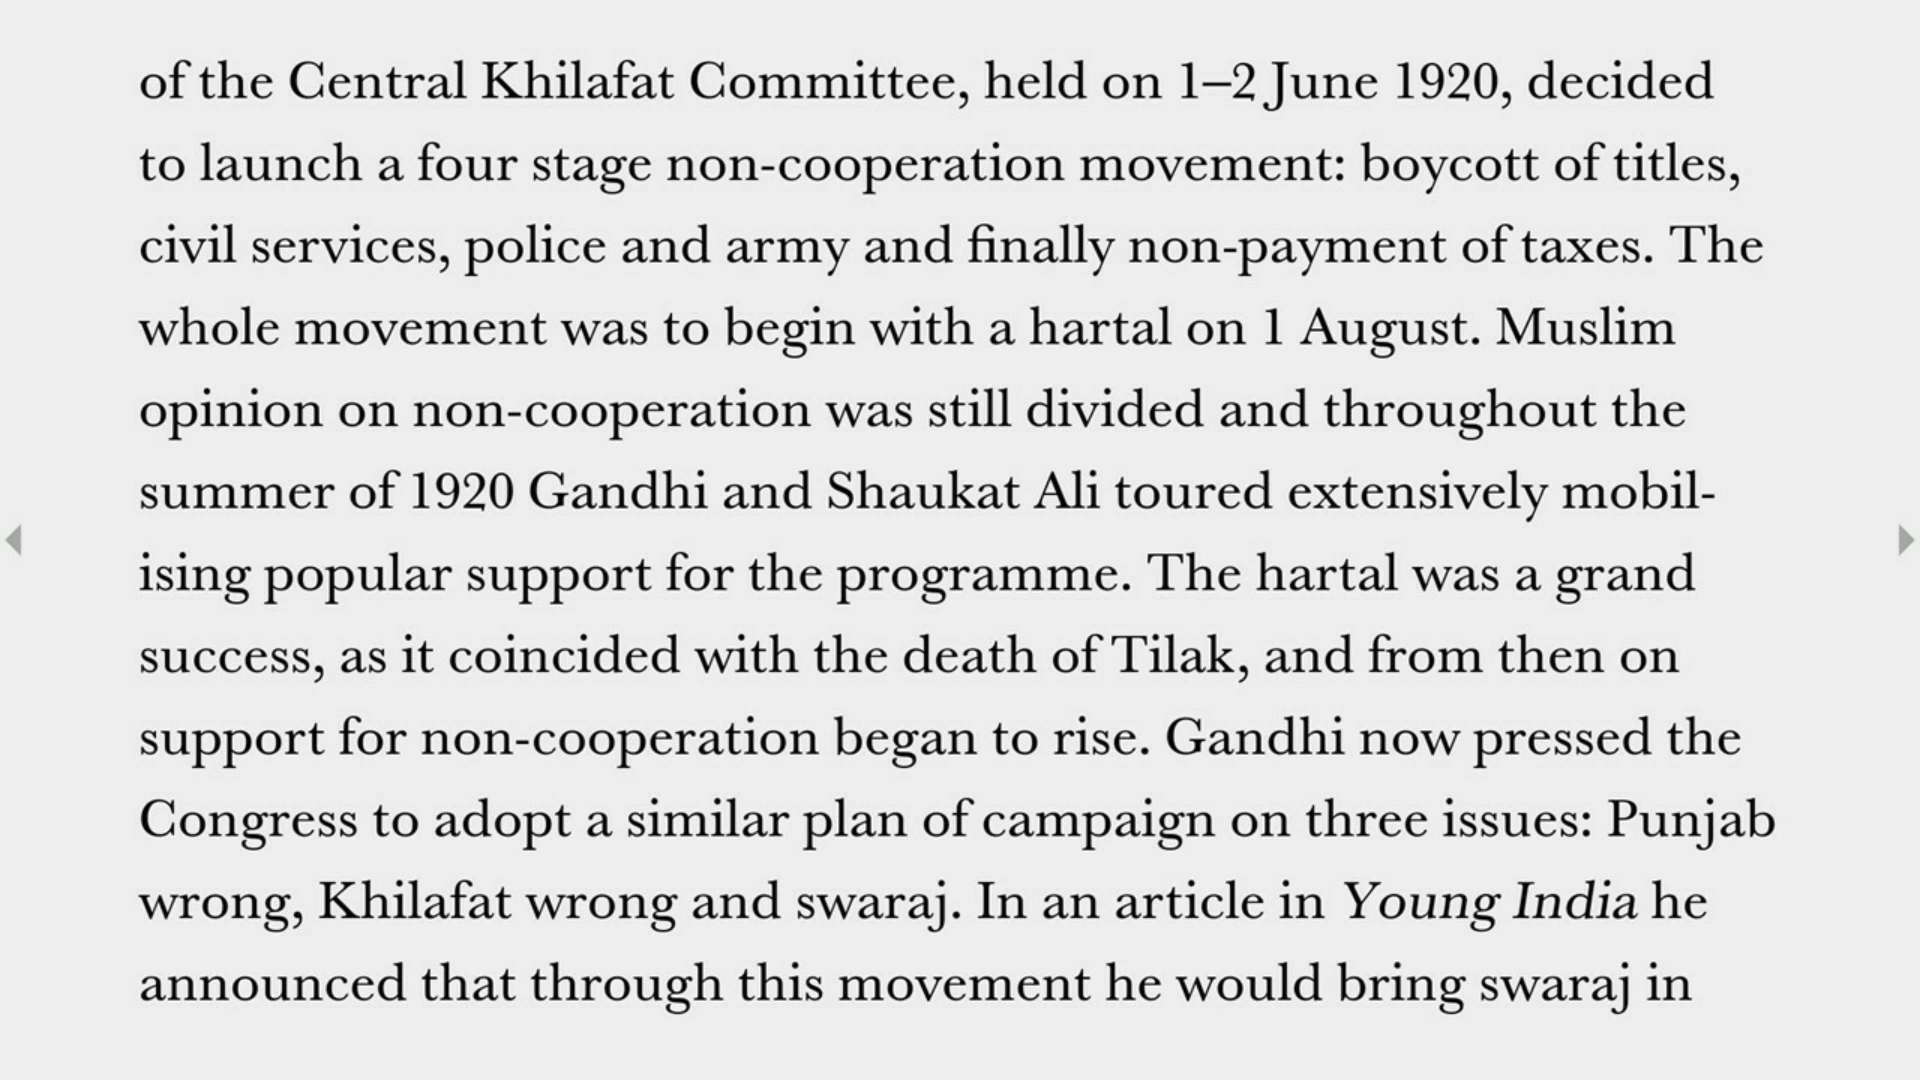 of the Central Khilafat Committee, held on 1–2 June 1920, decided
to launch a four stage non-cooperation movement: boycott of titles,
civil services, police and army and finally non-payment of taxes. The
whole movement was to begin with a hartal on 1 August. Muslim
opinion on non-cooperation was still divided and throughout the
summer of 1920 Gandhi and Shaukat Ali toured extensively mobil-
ising popular support for the programme. The hartal was a grand
success, as it coincided with the death of Tilak, and from then on
support for non-cooperation began to rise. Gandhi now pressed the
Congress to adopt a similar plan of campaign on three issues: Punjab
wrong, Khilafat wrong and swaraj. In an article in Young India he
announced that through this movement he would bring swaraj in